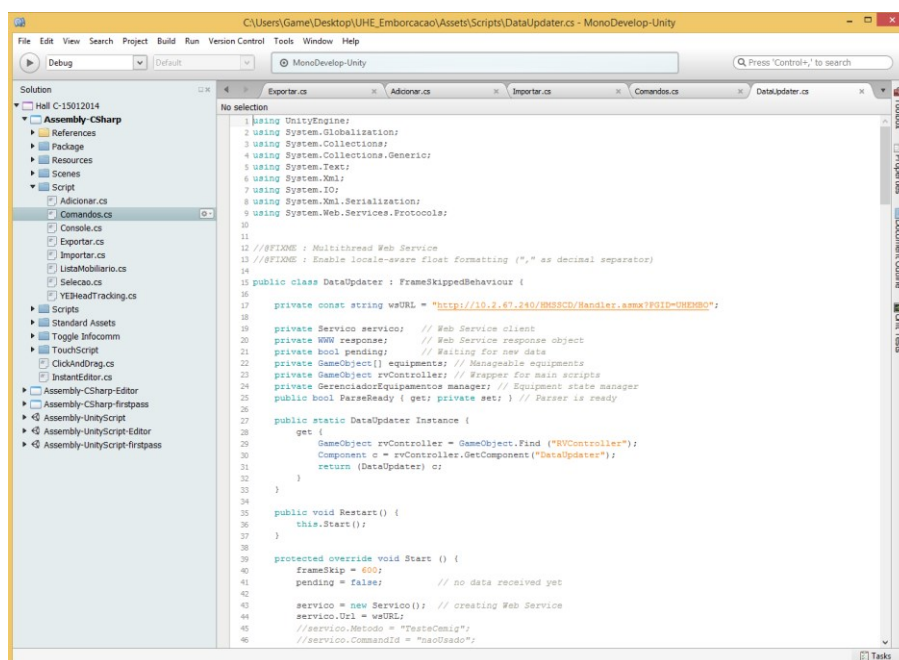 C:\Users\Game\Desktop\UHE_Emborcacao\Assets\Scripts\DataUpdater.cs - MonoDevelop-Unity
File Edit View Search Project Build Run Version Control Tools Window Help
Debug Default MonoDevelop-Unity Press 'Control+,' to search
Solution
Hall C-15012014
Assembly-CSharp
References
Package
Resources
Scenes
Script
Adicionar.cs
Comandos.cs
Console.cs
Exportar.cs
Importar.cs
ListaMobiliario.cs
Selecao.cs
YEIHeadTracking.cs
Scripts
Standard Assets
Toggle Infocomm
TouchScript
ClickAndDrag.cs
InstantEditor.cs
Assembly-CSharp-Editor
Assembly-CSharp-firstpass
Assembly-UnityScript
Assembly-UnityScript-Editor
Assembly-UnityScript-firstpass
Exportar.cs Adicionar.cs Importar.cs Comandos.cs DataUpdater.cs
No selection
1 using UnityEngine;
2 using System.Globalization;
3 using System.Collections;
4 using System.Collections.Generic;
5 using System.Text;
6 using System.Xml;
7 using System.IO;
8 using System.Xml.Serialization;
9 using System.Web.Services.Protocols;
10
11
12 //@FIXME : Multithread Web Service
13 //@FIXME : Enable locale-aware float formatting ("," as decimal separator)
14
15 public class DataUpdater : FrameSkippedBehaviour {
16
17 private const string wsURL = "http://10.2.67.240/HMSSCD/Handler.asmx?PGID=UHEMBO";
18
19 private Servico servico; // Web Service client
20 private WWW response; // Web Service response object
21 private bool pending; // Waiting for new data
22 private GameObject[] equipments; // Manageable equipments
23 private GameObject rvController; // Wrapper for main scripts
24 private GerenciadorEquipamentos manager; // Equipment state manager
25 public bool ParseReady { get; private set; } // Parser is ready
26
27 public static DataUpdater Instance {
28 get {
29 GameObject rvController = GameObject.Find ("RVController");
30 Component c = rvController.GetComponent("DataUpdater");
31 return (DataUpdater) c;
32 }
33 }
34
35 public void Restart() {
36 this.Start();
37 }
38
39 protected override void Start () {
40 frameSkip = 600;
41 pending = false; // no data received yet
42
43 servico = new Servico(); // creating Web Service
44 servico.Url = wsURL;
45 //servico.Metodo = "TesteCemig";
46 //servico.CommandId = "naoUsado";
Properties
Document Outline
Unit Tests
Tasks